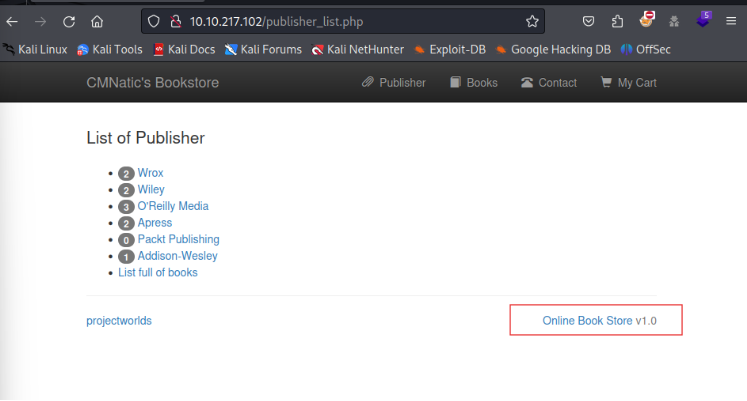 10.10.217.102/publisher_list.php
5
Kali Linux Kali Tools Kali Docs Kali Forums Kali NetHunter Exploit-DB Google Hacking DB OffSec
CMNatic's Bookstore Publisher Books Contact My Cart
List of Publisher
2 Wrox
2 Wiley
3 O'Reilly Media
2 Apress
0 Packt Publishing
1 Addison-Wesley
List full of books
projectworlds Online Book Store v1.0